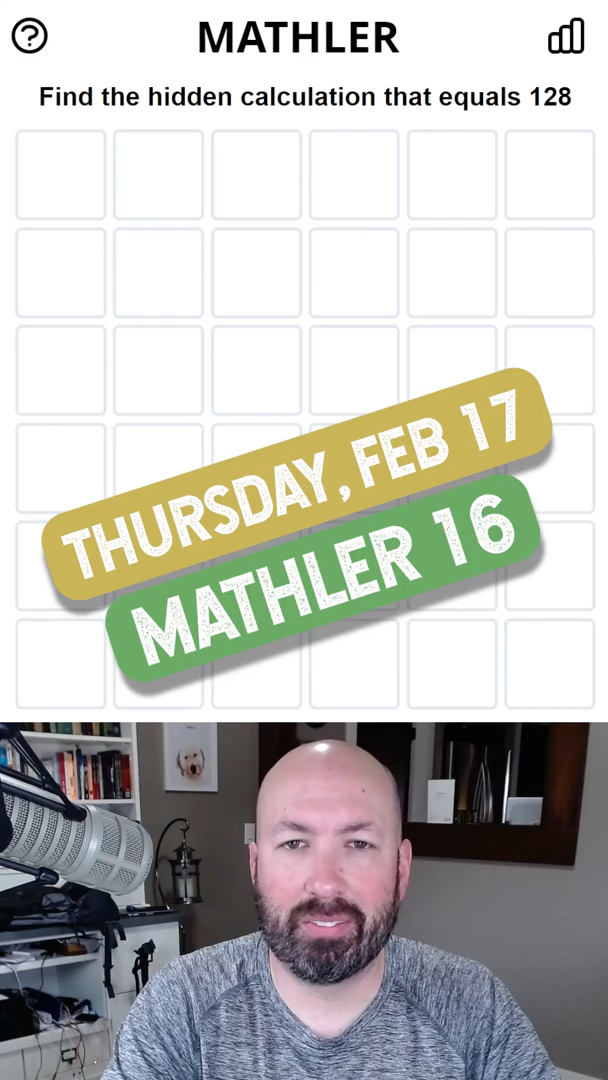 ?
MATHLER
Find the hidden calculation that equals 128
THURSDAY, FEB 17
MATHLER 16